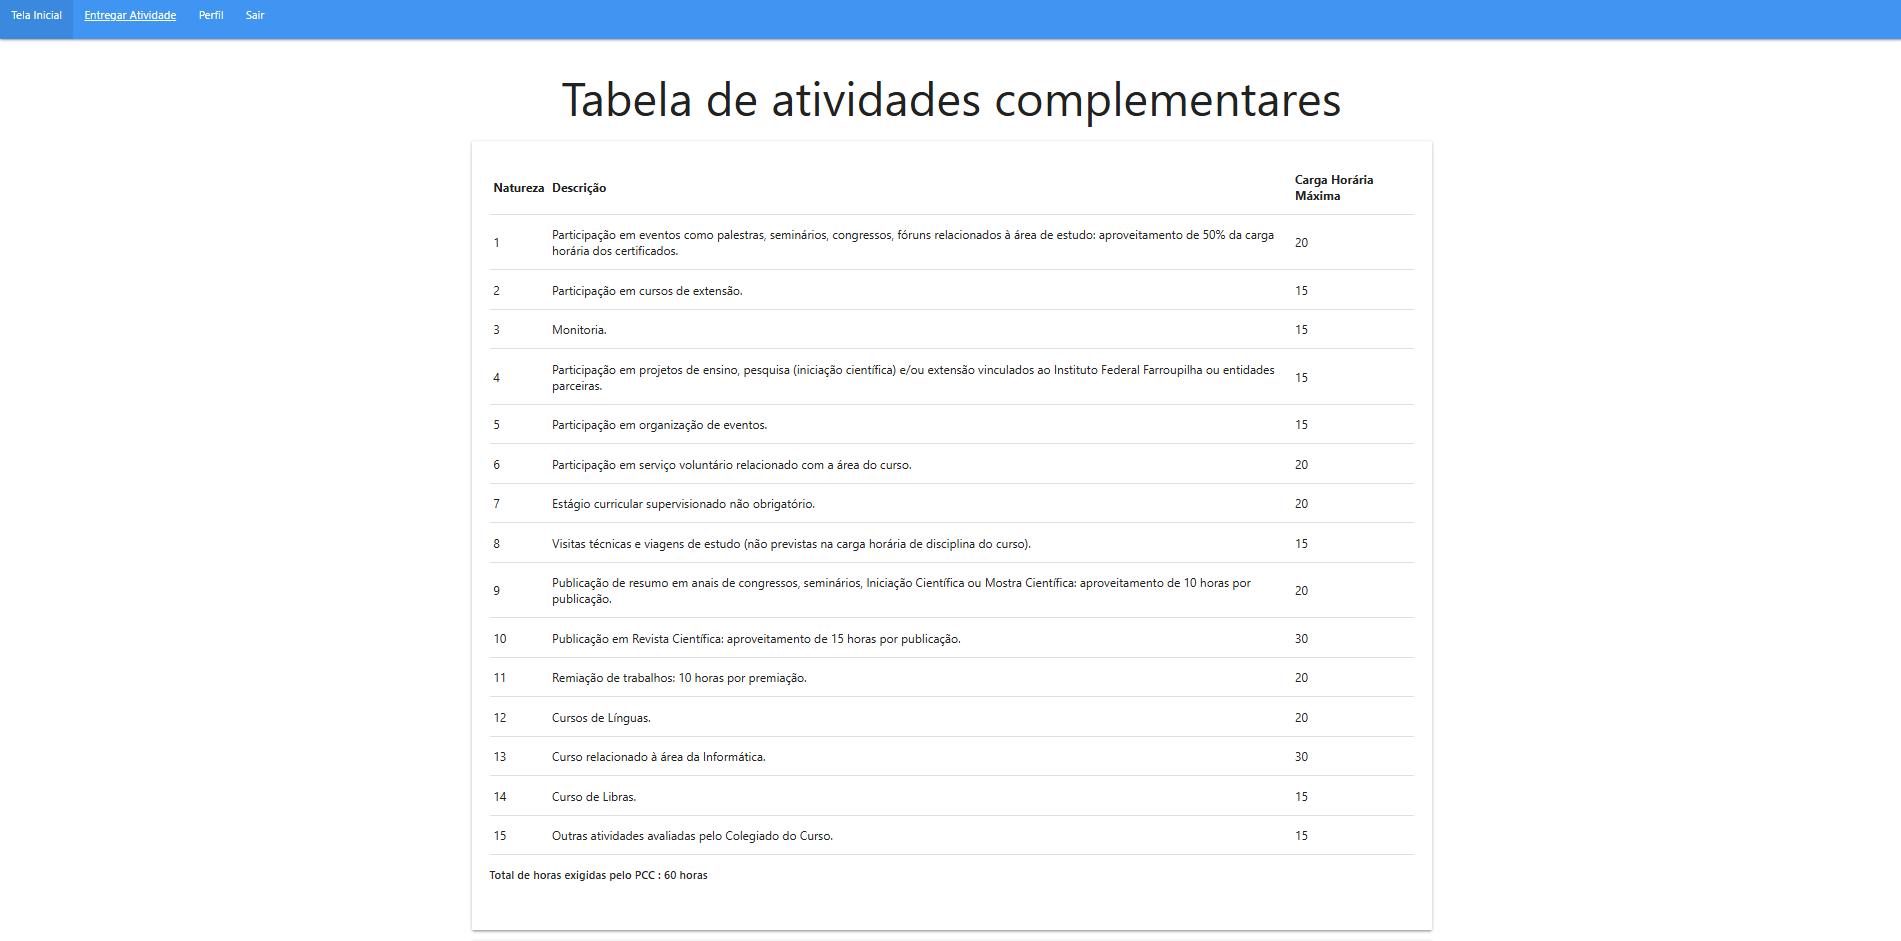 Tela Inicial Entregar Atividade Perfil Sair
Tabela de atividades complementares
Natureza Descrição Carga Horária
Máxima
1 Participação em eventos como palestras, seminários, congressos, fóruns relacionados à área de estudo: aproveitamento de 50% da carga 20
horária dos certificados.
2 Participação em cursos de extensão. 15
3 Monitoria. 15
4 Participação em projetos de ensino, pesquisa (iniciação científica) e/ou extensão vinculados ao Instituto Federal Farroupilha ou entidades 15
parceiras.
5 Participação em organização de eventos. 15
6 Participação em serviço voluntário relacionado com a área do curso. 20
7 Estágio curricular supervisionado não obrigatório. 20
8 Visitas técnicas e viagens de estudo (não previstas na carga horária de disciplina do curso). 15
9 Publicação de resumo em anais de congressos, seminários, Iniciação Científica ou Mostra Científica: aproveitamento de 10 horas por 20
publicação.
10 Publicação em Revista Científica: aproveitamento de 15 horas por publicação. 30
11 Remiação de trabalhos: 10 horas por premiação. 20
12 Cursos de Línguas. 20
13 Curso relacionado à área da Informática. 30
14 Curso de Libras. 15
15 Outras atividades avaliadas pelo Colegiado do Curso. 15
Total de horas exigidas pelo PCC : 60 horas